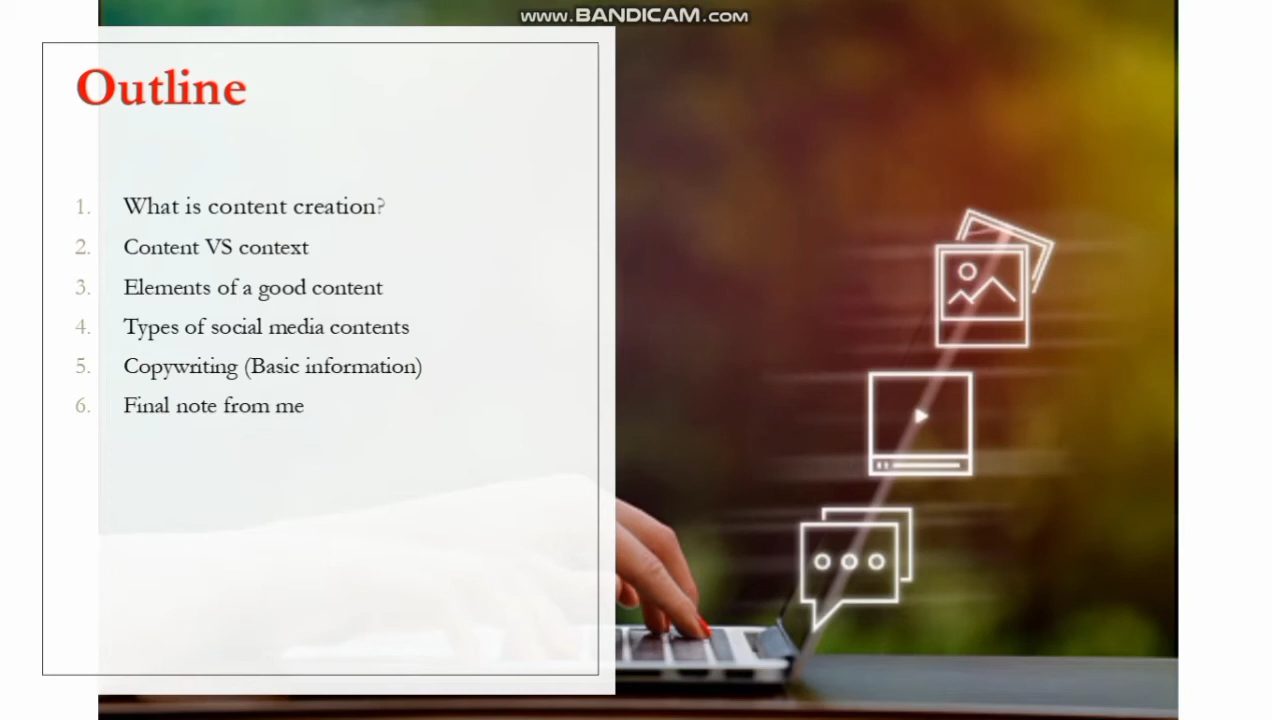 www.BANDICAM.com
Outline
1. What is content creation?
2. Content VS context
3. Elements of a good content
4. Types of social media contents
5. Copywriting (Basic information)
6. Final note from me